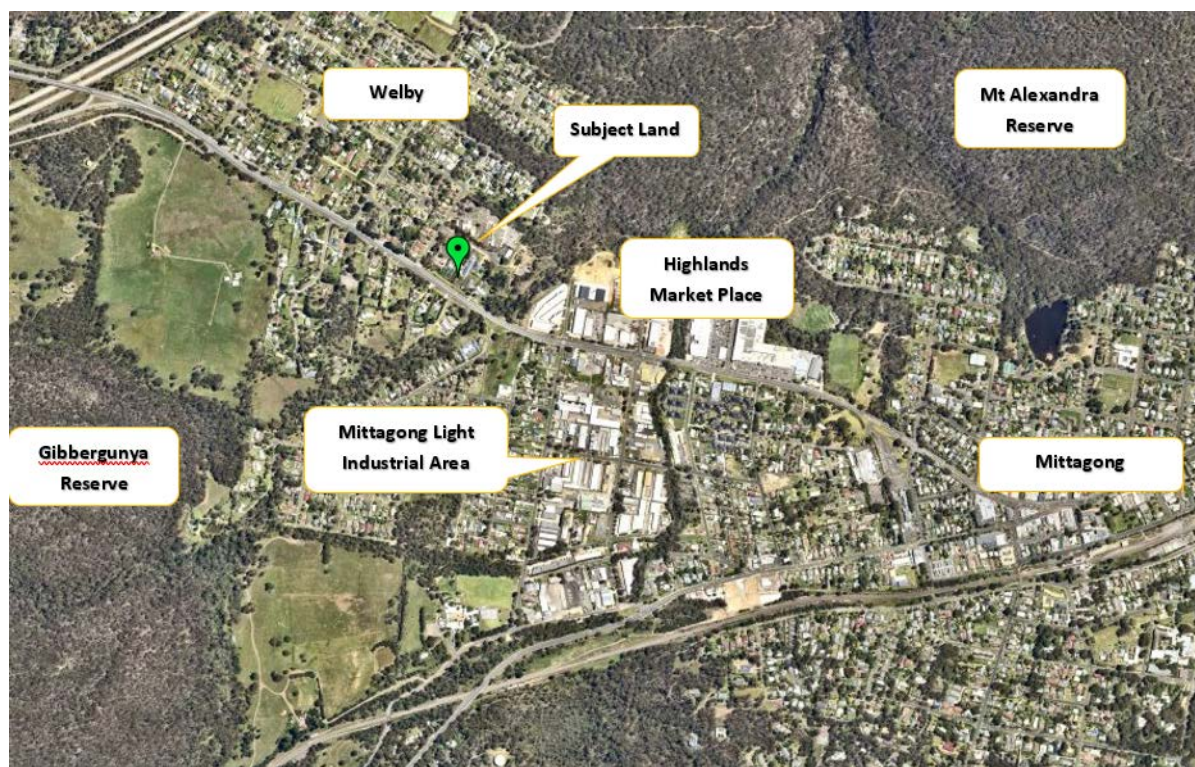 Welby
Subject Land
Mt Alexandra
Reserve
Highlands
Market Place
Mittagong Light
Industrial Area
Gibbergunya
Reserve
Mittagong